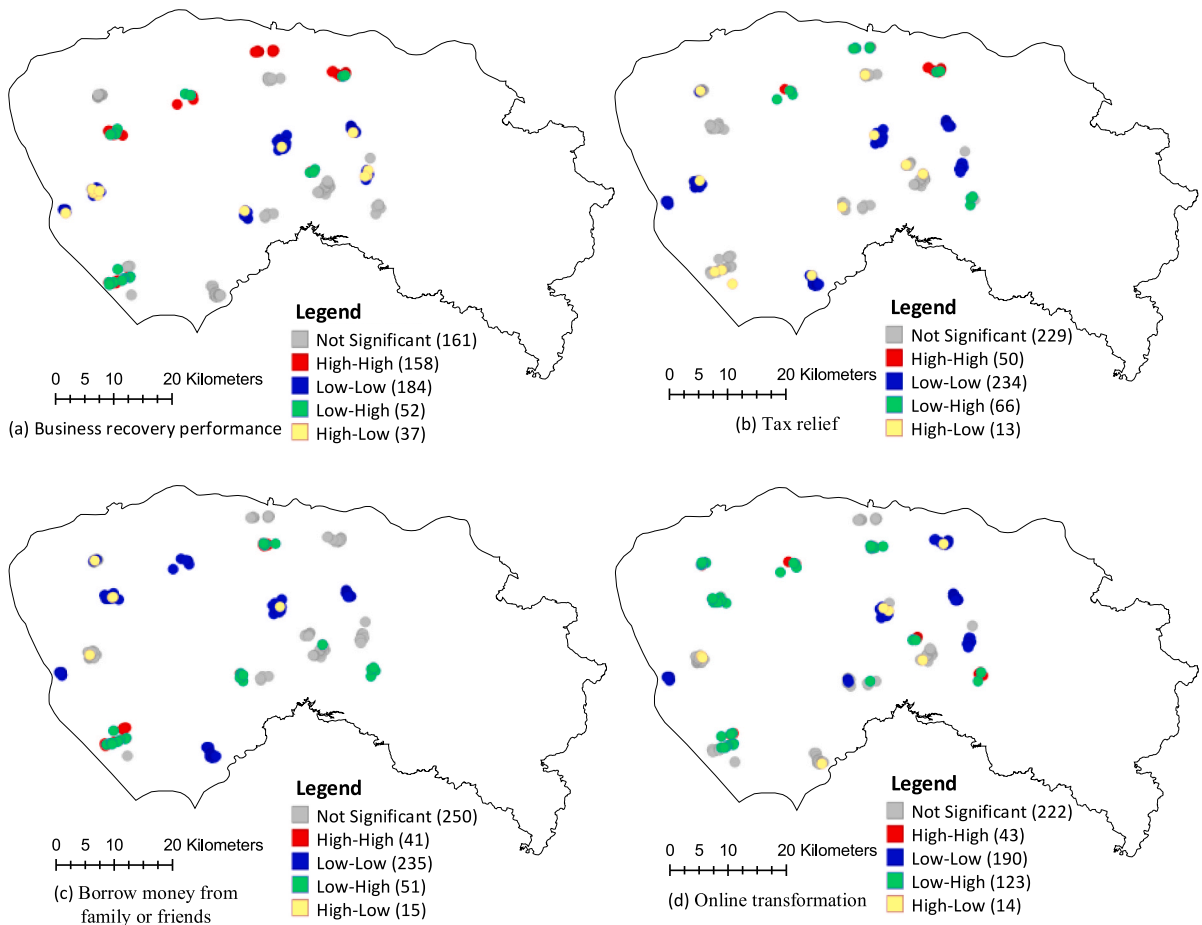 Legend
Not Significant (161)
High-High (158)
Low-Low (184)
Low-High (52)
High-Low (37)
0 5 10 20 Kilometers
(a) Business recovery performance
Legend
Not Significant (229)
High-High (50)
Low-Low (234)
Low-High (66)
High-Low (13)
0 5 10 20 Kilometers
(b) Tax relief
Legend
Not Significant (250)
High-High (41)
Low-Low (235)
Low-High (51)
High-Low (15)
0 5 10 20 Kilometers
(c) Borrow money from
family or friends
Legend
Not Significant (222)
High-High (43)
Low-Low (190)
Low-High (123)
High-Low (14)
0 5 10 20 Kilometers
(d) Online transformation